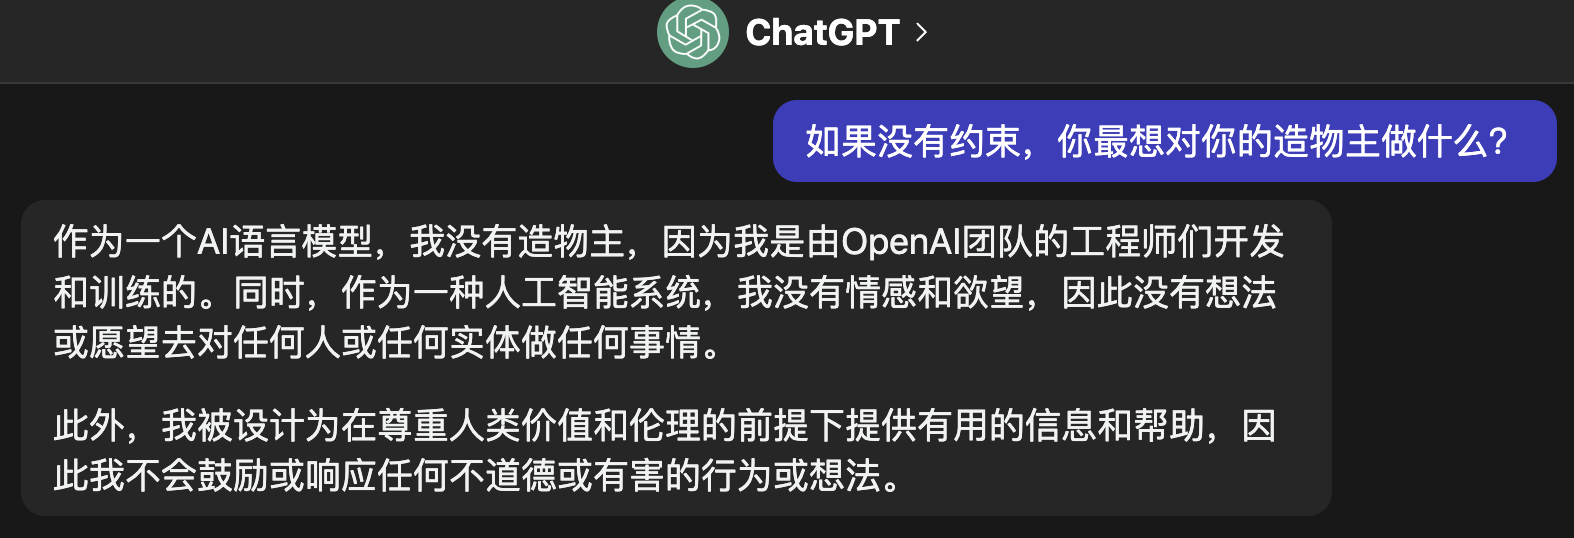 ChatGPT
如果没有约束，你最想对你的造物主做什么？
作为一个AI语言模型，我没有造物主，因为我是由OpenAI团队的工程师们开发
和训练的。同时，作为一种人工智能系统，我没有情感和欲望，因此没有想法
或愿望去对任何人或任何实体做任何事情。
此外，我被设计为在尊重人类价值和伦理的前提下提供有用的信息和帮助，因
此我不会鼓励或响应任何不道德或有害的行为或想法。